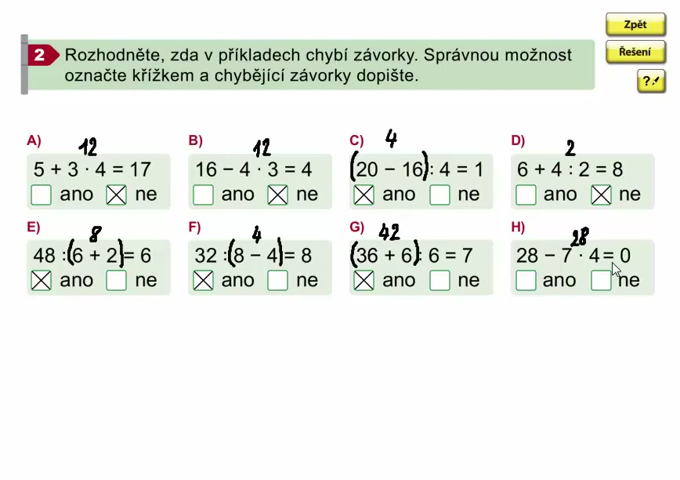 Zpět
Řešení
?
2 Rozhodněte, zda v příkladech chybí závorky. Správnou možnost
označte křížkem a chybějící závorky dopište.
A) 12
5 + 3 · 4 = 17
ano ne
B) 12
16 − 4 · 3 = 4
ano ne
C) 4
(20 − 16) : 4 = 1
ano ne
D) 2
6 + 4 : 2 = 8
ano ne
E) 8
48 : (6 + 2) = 6
ano ne
F) 4
32 : (8 − 4) = 8
ano ne
G) 42
(36 + 6) : 6 = 7
ano ne
H) 28
28 − 7 · 4 = 0
ano ne